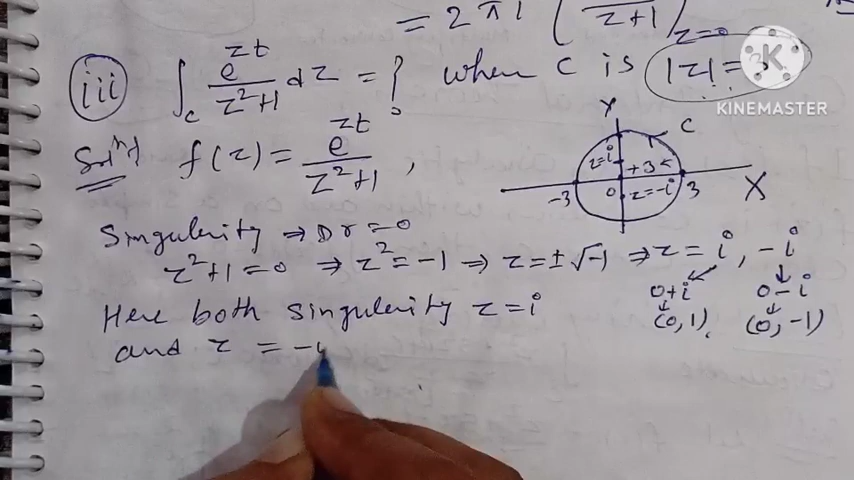 = 2πi ( / z+1 ) z=0
(iii) ∫_C e^{zt}/(z²+1) dz = ? when C is |z| = 3
KINEMASTER
Y
C
Solⁿ f(z) = e^{zt}/(z²+1),
z=i
+3
-3 0 z=-i 3 X
Singularity ⇒ Dr=0
z²+1=0 ⇒ z²=-1 ⇒ z=±√-1 ⇒ z=i, -i
0+i 0-i
(0,1), (0,-1)
Here both singularity z=i
and z = -i